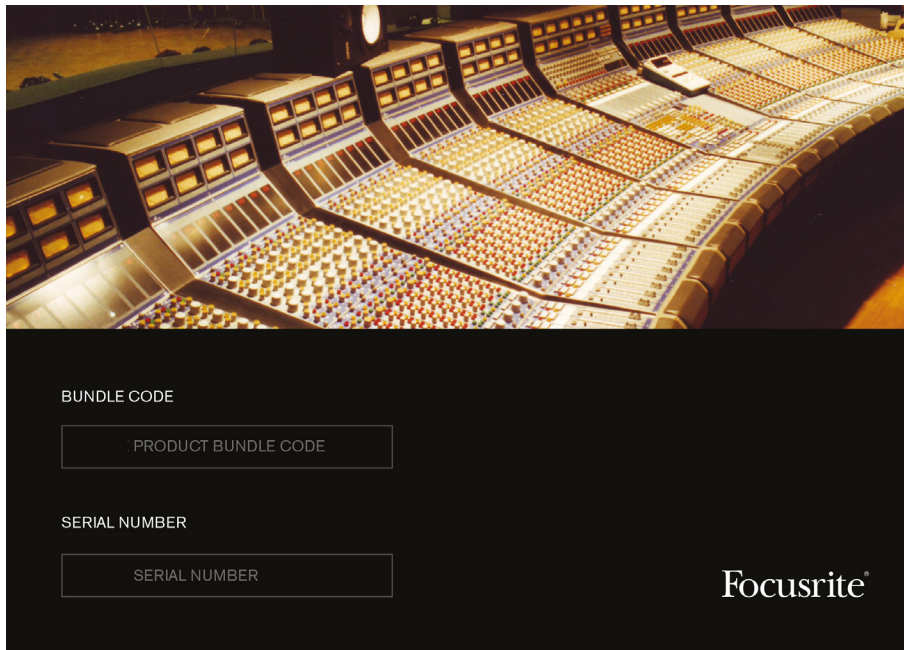 BUNDLE CODE
PRODUCT BUNDLE CODE
SERIAL NUMBER
SERIAL NUMBER
Focusrite®